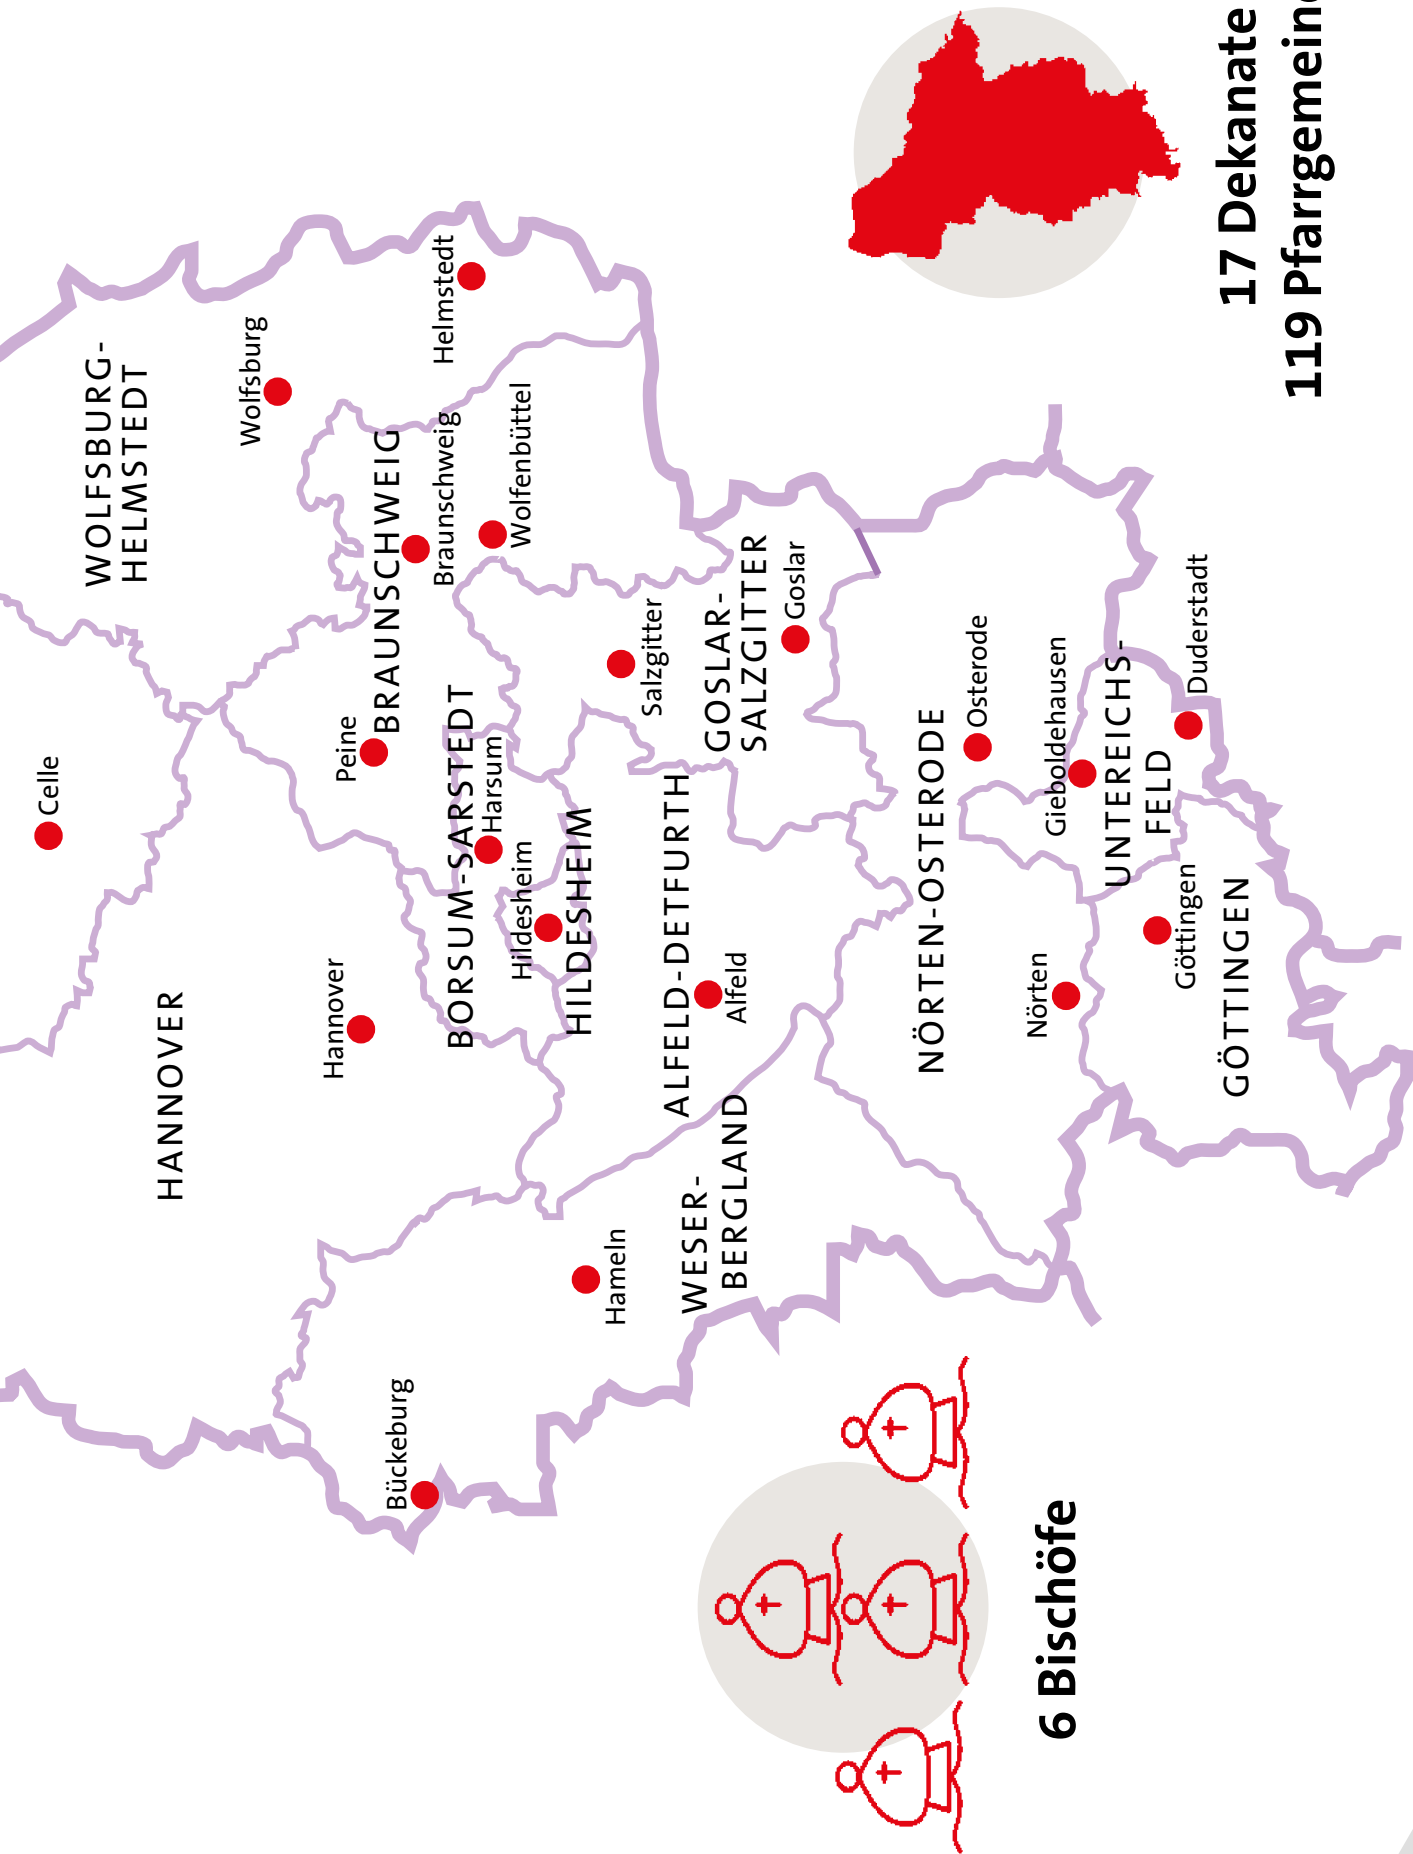 Celle
WOLFSBURG-
HELMSTEDT
HANNOVER
Wolfsburg
Hannover
Peine
BRAUNSCHWEIG
Bückeburg
Helmstedt
Braunschweig
BORSUM-SARSTEDT
Harsum
Wolfenbüttel
Hildesheim
HILDESHEIM
Hameln
Salzgitter
ALFELD-DETFURTH
Alfeld
WESER-
BERGLAND
GOSLAR-
SALZGITTER
Goslar
NÖRTEN-OSTERODE
Osterode
Nörten
Gieboldehausen
UNTEREICHS-
FELD
Duderstadt
Göttingen
GÖTTINGEN
6 Bischöfe
17 Dekanate
119